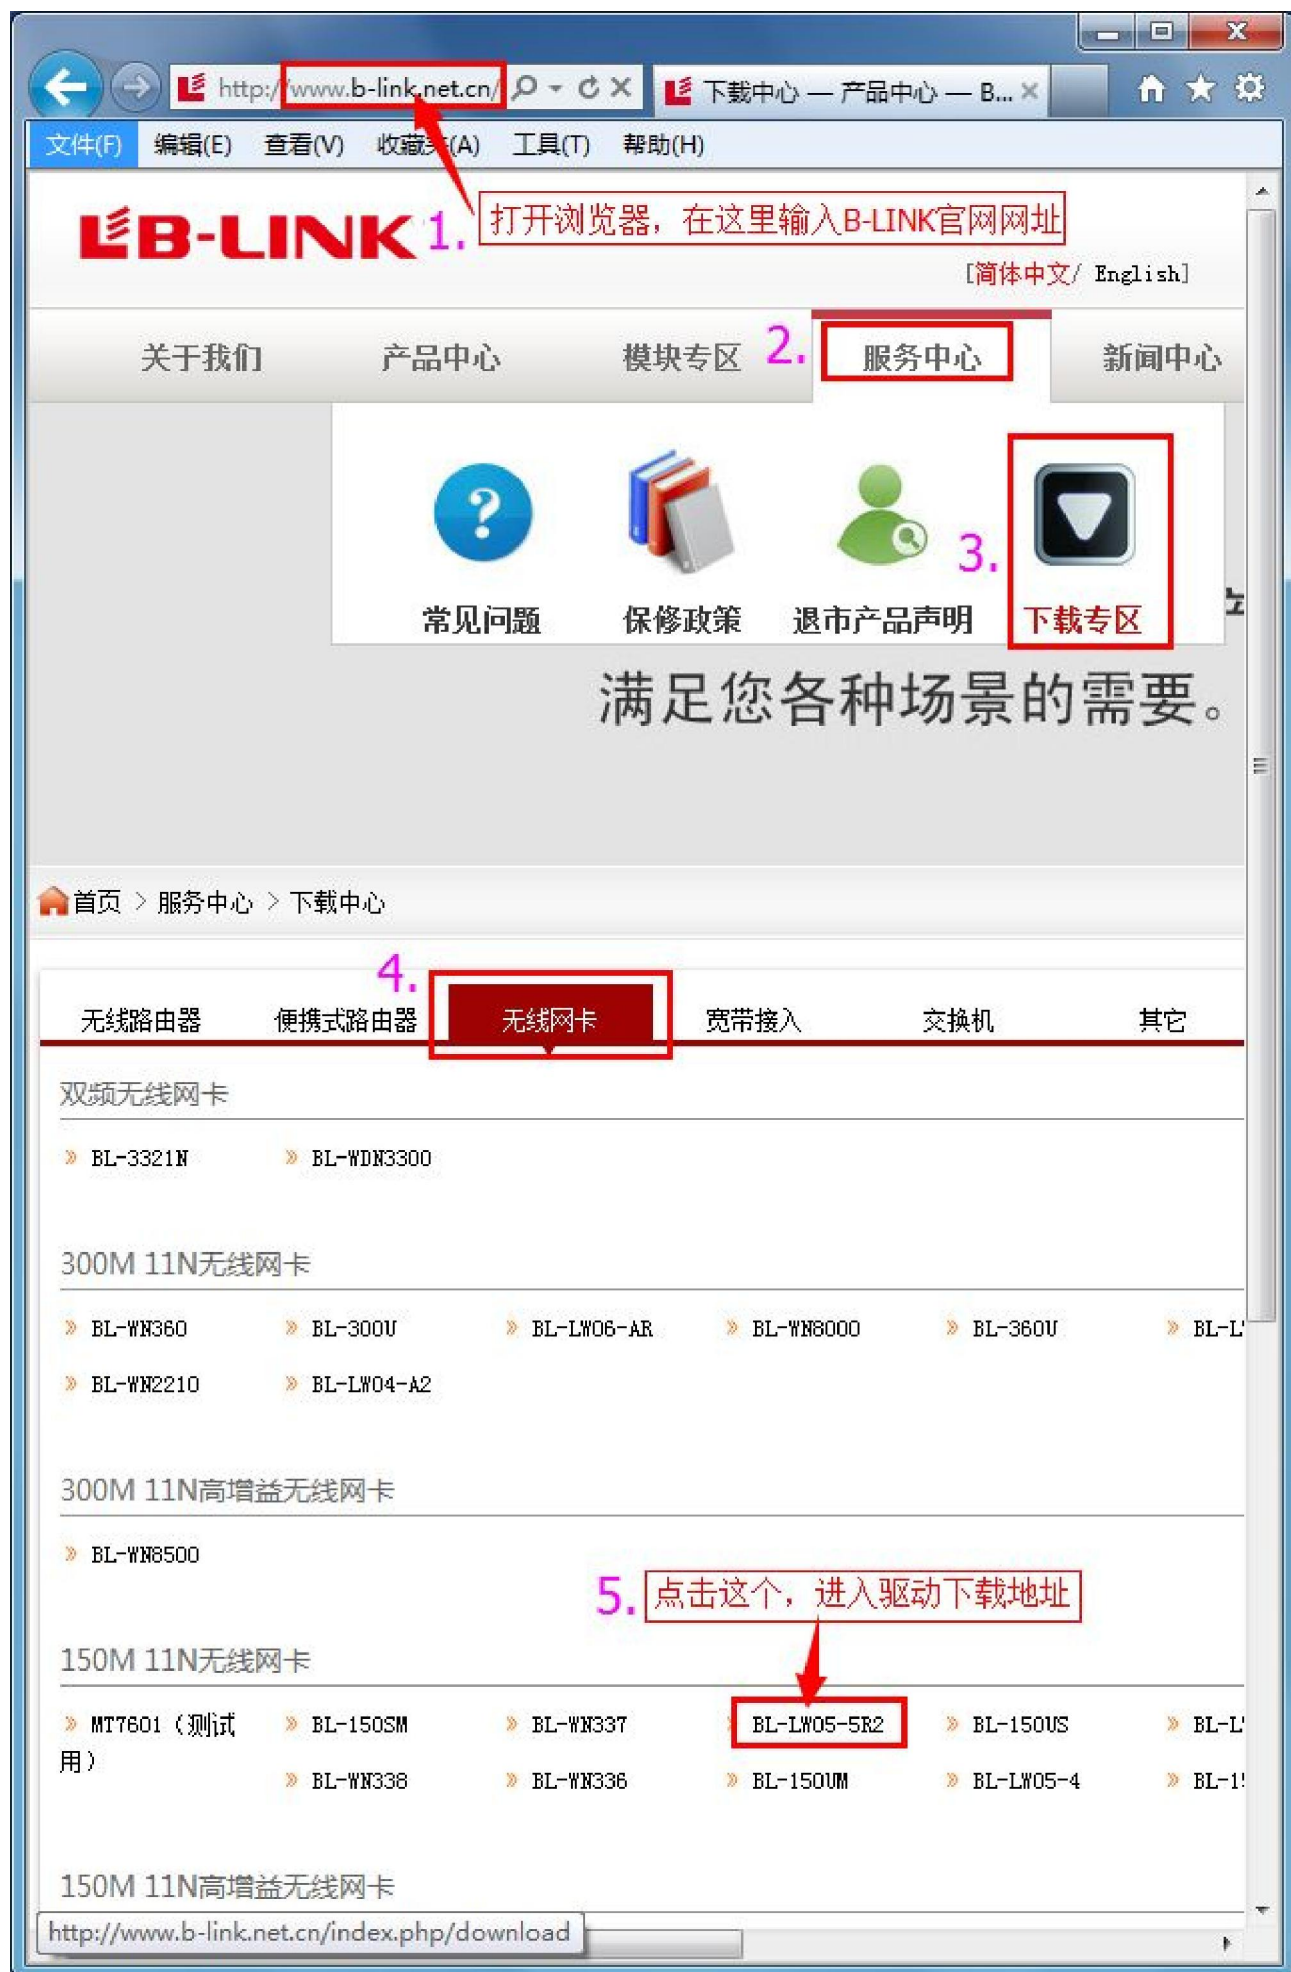 http://www.b-link.net.cn/
下载中心 — 产品中心 — B...
文件(F) 编辑(E) 查看(V) 收藏夹(A) 工具(T) 帮助(H)
B-LINK
1. 打开浏览器，在这里输入B-LINK官网网址
[简体中文/ English]
关于我们 产品中心 模块专区 2. 服务中心 新闻中心
3.
常见问题 保修政策 退市产品声明 下载专区
满足您各种场景的需要。
首页 > 服务中心 > 下载中心
4.
无线路由器 便携式路由器 无线网卡 宽带接入 交换机 其它
双频无线网卡
» BL-3321N » BL-WDN3300
300M 11N无线网卡
» BL-WN360 » BL-300U » BL-LW06-AR » BL-WN8000 » BL-360U » BL-L
» BL-WN2210 » BL-LW04-A2
300M 11N高增益无线网卡
» BL-WN8500
5. 点击这个，进入驱动下载地址
150M 11N无线网卡
» MT7601（测试用） » BL-150SM » BL-WN337 BL-LW05-5R2 » BL-150US » BL-L
» BL-WN338 » BL-WN336 » BL-150UM » BL-LW05-4 » BL-15
150M 11N高增益无线网卡
http://www.b-link.net.cn/index.php/download